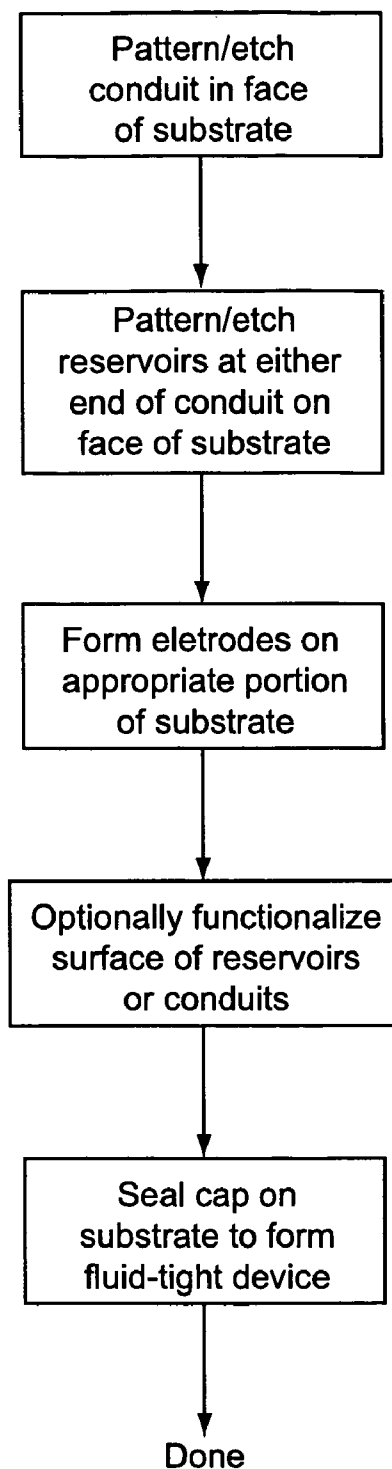 Pattern/etch
conduit in face
of substrate
Pattern/etch
reservoirs at either
end of conduit on
face of substrate
Form eletrodes on
appropriate portion
of substrate
Optionally functionalize
surface of reservoirs
or conduits
Seal cap on
substrate to form
fluid-tight device
Done